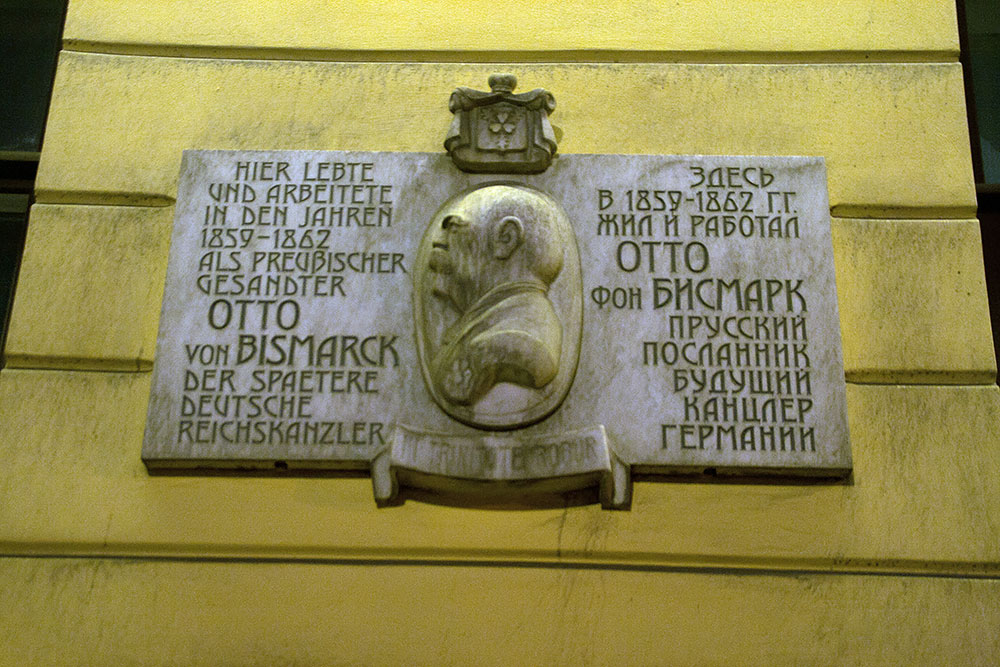 HIER LEBTE
UND ARBEITETE
IN DEN JAHREN
1859-1862
ALS PREUßISCHER
GESANDTER
OTTO
VON BISMARCK
DER SPAETERE
DEUTSCHE
REICHSKANZLER
ЗДЕСЬ
В 1859-1862 Г.Г.
ЖИЛ И РАБОТАЛ
ОТТО
ФОН БИСМАРК
ПРУССКИЙ
ПОСЛАННИК
БУДУЩИЙ
КАНЦЛЕР
ГЕРМАНИИ